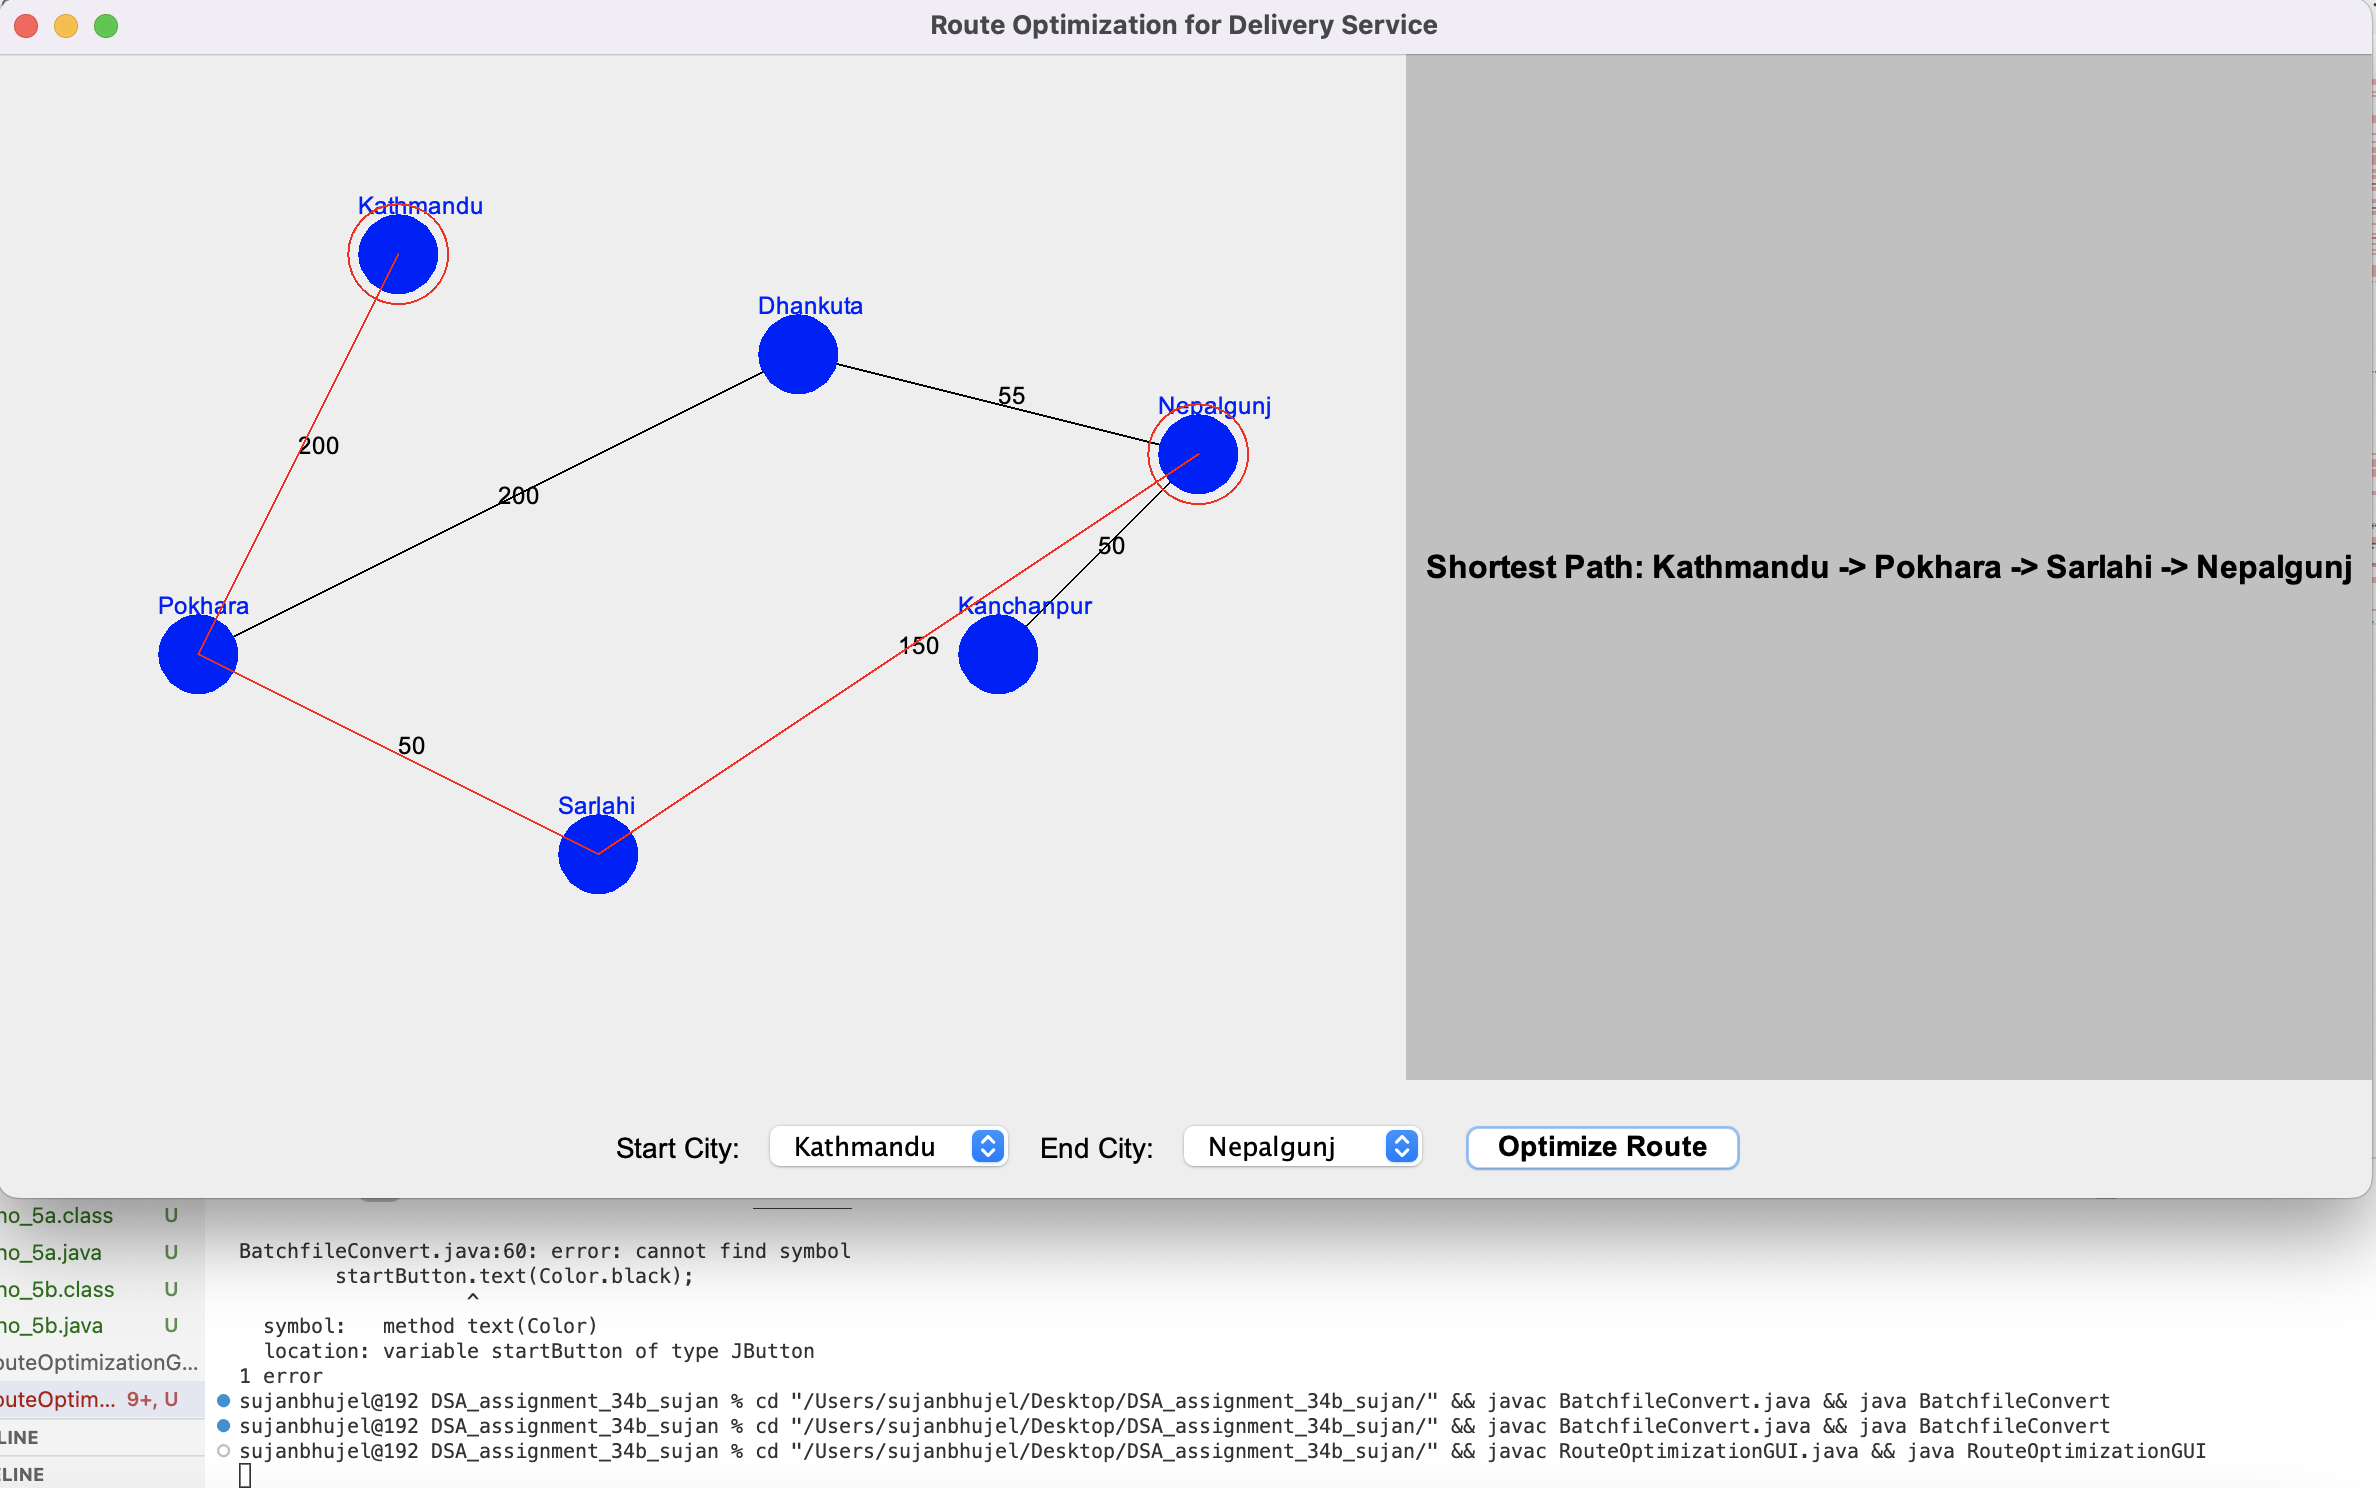 Route Optimization for Delivery Service
Kathmandu
Dhankuta
55
Nepalgunj
200
200
50
Shortest Path: Kathmandu -> Pokhara -> Sarlahi -> Nepalgunj
Pokhara
Kanchanpur
150
50
Sarlahi
Start City: Kathmandu End City: Nepalgunj Optimize Route
no_5a.class U
no_5a.java U
no_5b.class U
no_5b.java U
outeOptimizationG...
outeOptim... 9+, U
LINE
ELINE
BatchfileConvert.java:60: error: cannot find symbol
startButton.text(Color.black);
^
symbol: method text(Color)
location: variable startButton of type JButton
1 error
sujanbhujel@192 DSA_assignment_34b_sujan % cd "/Users/sujanbhujel/Desktop/DSA_assignment_34b_sujan/" && javac BatchfileConvert.java && java BatchfileConvert
sujanbhujel@192 DSA_assignment_34b_sujan % cd "/Users/sujanbhujel/Desktop/DSA_assignment_34b_sujan/" && javac BatchfileConvert.java && java BatchfileConvert
sujanbhujel@192 DSA_assignment_34b_sujan % cd "/Users/sujanbhujel/Desktop/DSA_assignment_34b_sujan/" && javac RouteOptimizationGUI.java && java RouteOptimizationGUI